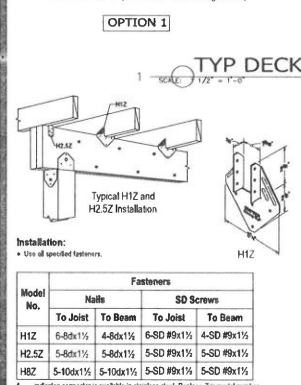 OPTION 1
1
TYP DECK
SCALE: 1 1/2" = 1'-0"
H1Z
H2.5Z
Typical H1Z and
H2.5Z Installation
H1Z
Installation:
• Use all specified fasteners.
Model No.
Fasteners
Nails SD Screws
To Joist To Beam To Joist To Beam
H1Z 6-8dx1½ 4-8dx1½ 6-SD #9x1½ 4-SD #9x1½
H2.5Z 5-8dx1½ 5-8dx1½ 5-SD #9x1½ 5-SD #9x1½
H8Z 5-10dx1½ 5-10dx1½ 5-SD #9x1½ 5-SD #9x1½